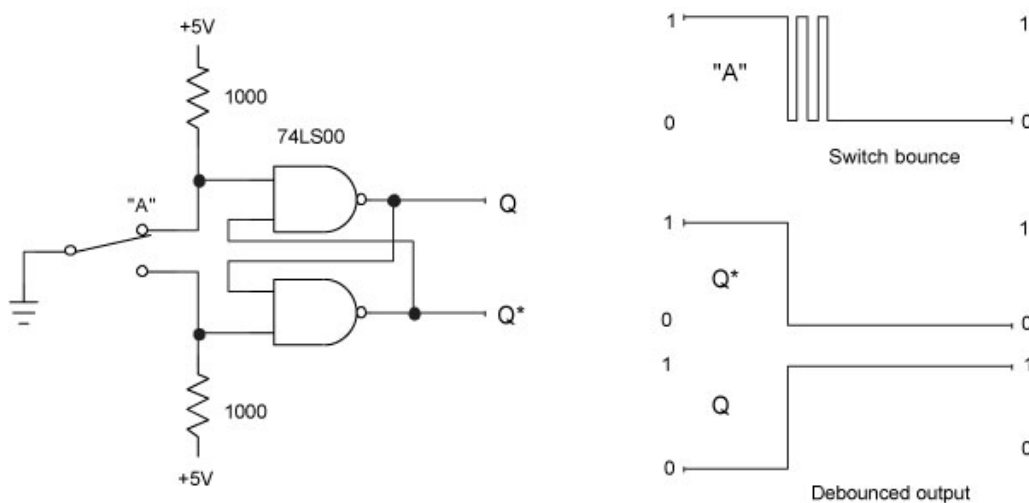 +5V
1000
74LS00
"A"
Q
Q*
1000
+5V
1
1
"A"
0
0
Switch bounce
1
1
Q*
0
0
1
1
Q
0
0
Debounced output